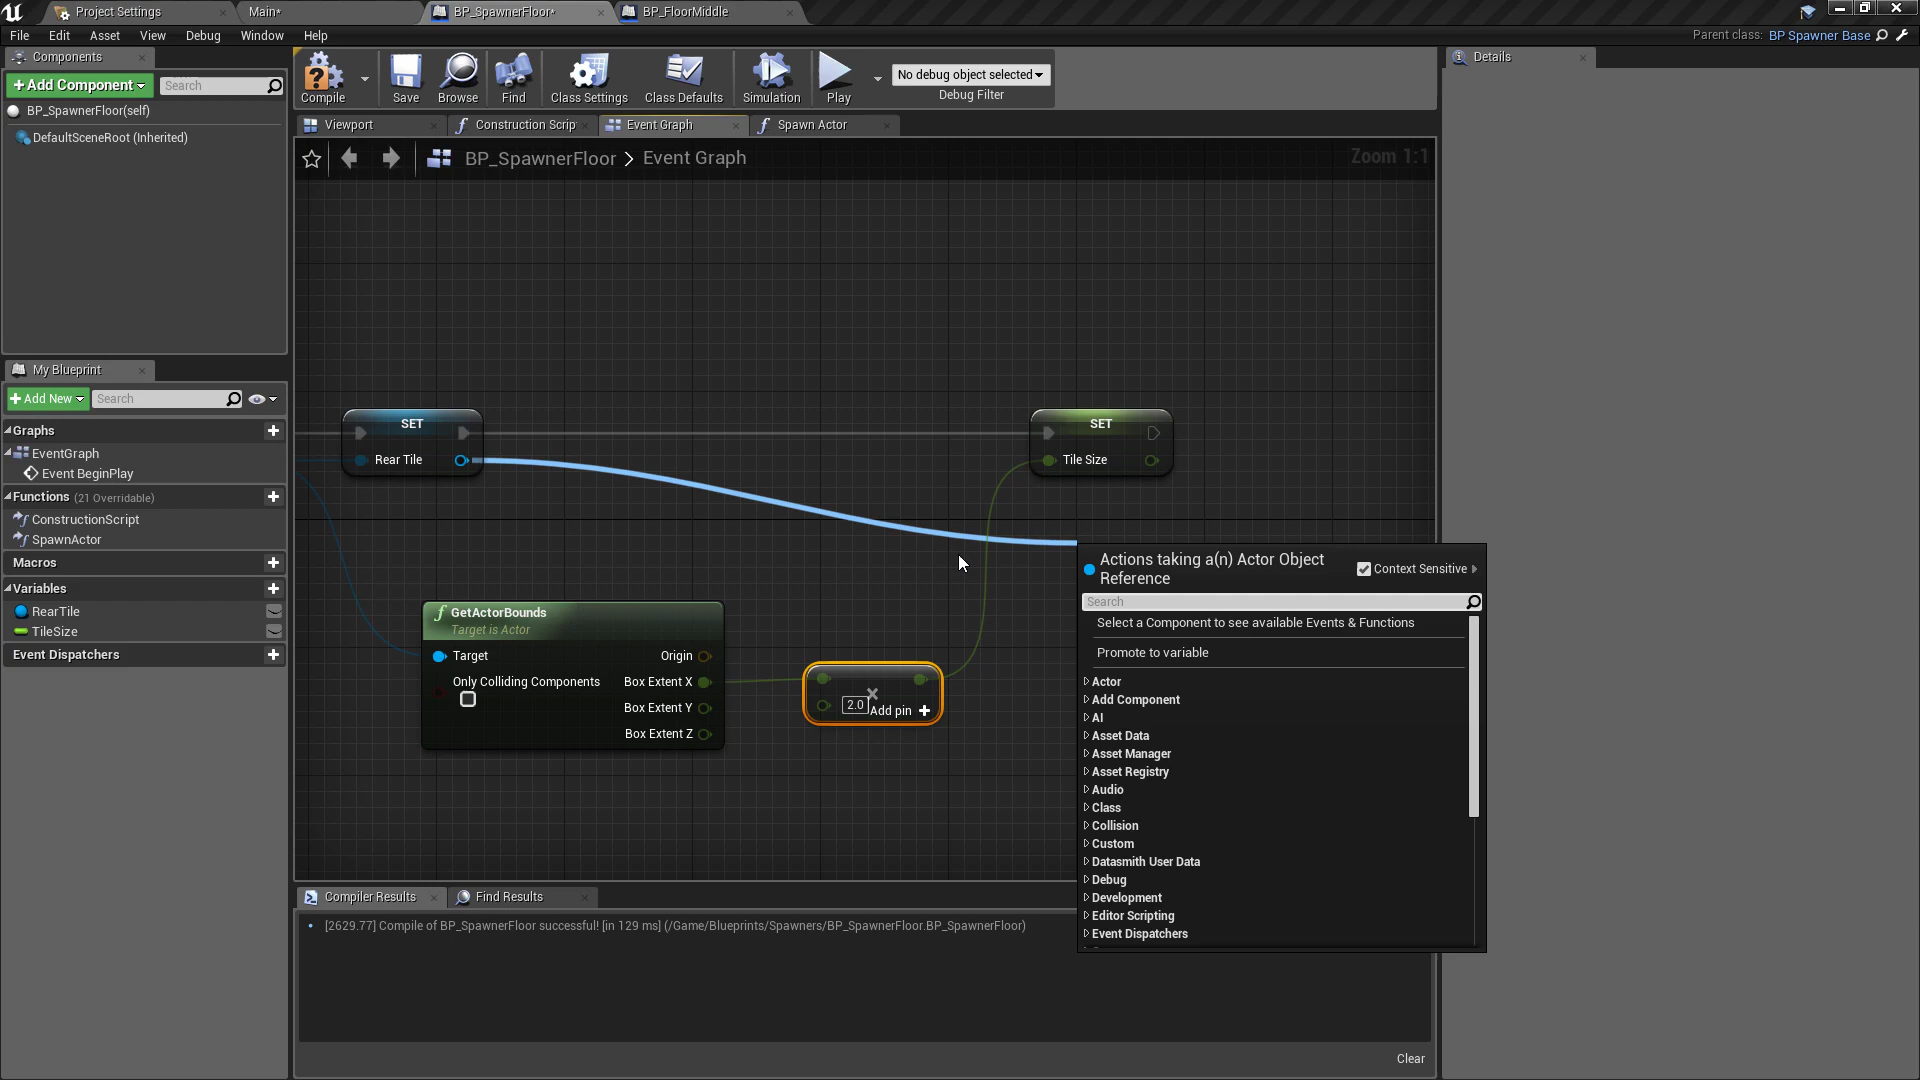 Project Settings
Main*
BP_SpawnerFloor*
BP_FloorMiddle
File
Edit
Asset
View
Debug
Window
Help
Parent class:
BP Spawner Base
Components
Add Component
Search
BP_SpawnerFloor(self)
DefaultSceneRoot (Inherited)
Compile
Save
Browse
Find
Class Settings
Class Defaults
Simulation
Play
No debug object selected
Debug Filter
Details
Viewport
Construction Scrip
Event Graph
Spawn Actor
BP_SpawnerFloor > Event Graph
Zoom 1:1
My Blueprint
Add New
Search
Graphs
EventGraph
Event BeginPlay
Functions (21 Overridable)
ConstructionScript
SpawnActor
Macros
Variables
RearTile
TileSize
Event Dispatchers
SET
Rear Tile
SET
Tile Size
GetActorBounds
Target is Actor
Target
Origin
Only Colliding Components
Box Extent X
Box Extent Y
Box Extent Z
2.0
Add pin
Actions taking a(n) Actor Object
Reference
Context Sensitive
Search
Select a Component to see available Events & Functions
Promote to variable
Actor
Add Component
AI
Asset Data
Asset Manager
Asset Registry
Audio
Class
Collision
Custom
Datasmith User Data
Debug
Development
Editor Scripting
Event Dispatchers
Compiler Results
Find Results
[2629.77] Compile of BP_SpawnerFloor successful! [in 129 ms] (/Game/Blueprints/Spawners/BP_SpawnerFloor.BP_SpawnerFloor)
Clear